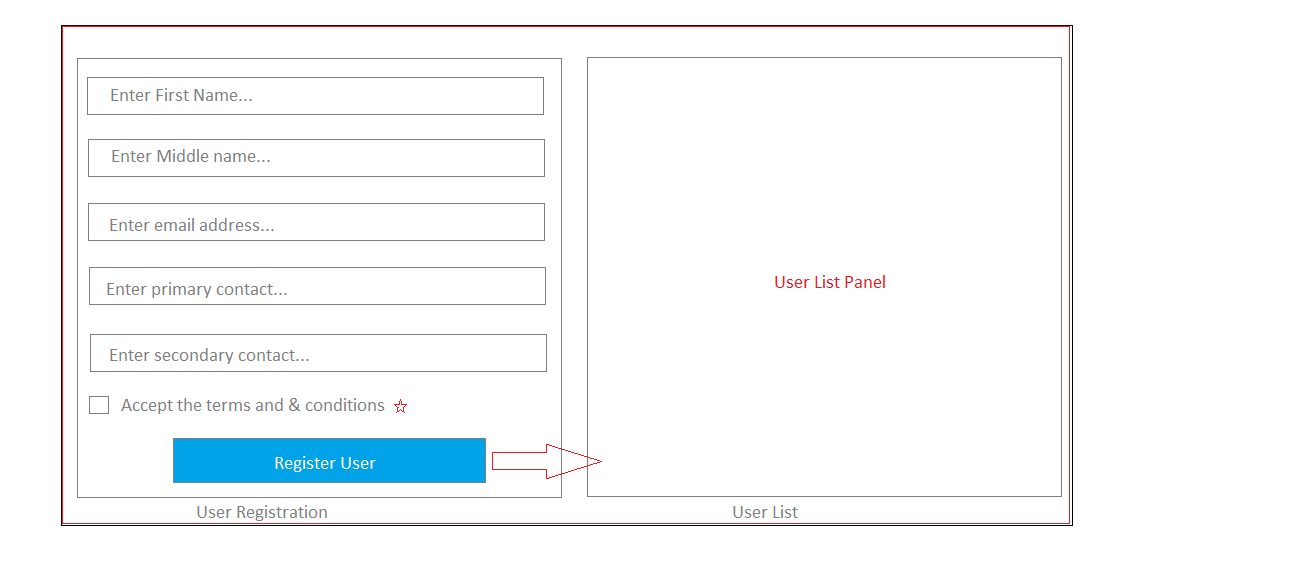 Enter First Name...
Enter Middle name...
Enter email address...
Enter primary contact...
Enter secondary contact...
Accept the terms and & conditions
Register User
User Registration
User List Panel
User List